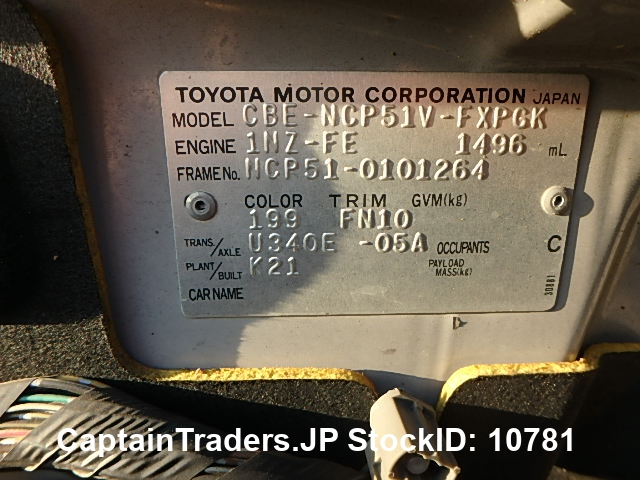 TOYOTA MOTOR CORPORATION JAPAN
MODEL CBE-NCP51V-FXPGK
ENGINE 1NZ-FE 1496 mL
FRAME No. NCP51-0101264
COLOR TRIM GVM(kg)
199 FN10
TRANS./AXLE U340E -05A OCCUPANTS C
PLANT/BUILT K21 PAYLOAD MASS(kg)
CAR NAME
30881
CaptainTraders.JP StockID: 10781